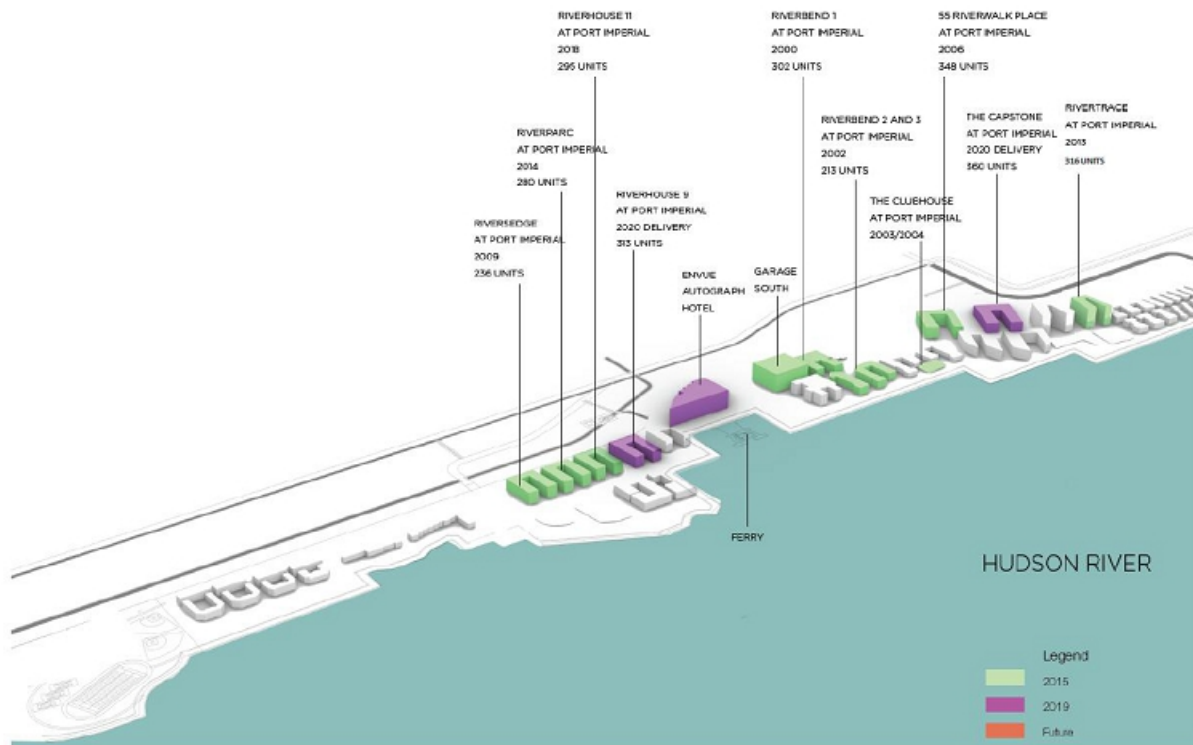 RIVERHOUSE 11
AT PORT IMPERIAL
2018
295 UNITS
RIVERBEND 1
AT PORT IMPERIAL
2000
302 UNITS
55 RIVERWALK PLACE
AT PORT IMPERIAL
2006
348 UNITS
RIVERTRACE
AT PORT IMPERIAL
2013
316 UNITS
THE CAPSTONE
AT PORT IMPERIAL
2020 DELIVERY
360 UNITS
RIVERBEND 2 AND 3
AT PORT IMPERIAL
2002
213 UNITS
RIVERPARC
AT PORT IMPERIAL
2014
280 UNITS
RIVERHOUSE 9
AT PORT IMPERIAL
2020 DELIVERY
313 UNITS
THE CLUBHOUSE
AT PORT IMPERIAL
2003/2004
RIVERSEDGE
AT PORT IMPERIAL
2009
236 UNITS
ENVUE
AUTOGRAPH
HOTEL
GARAGE
SOUTH
FERRY
HUDSON RIVER
Legend
2015
2019
Future